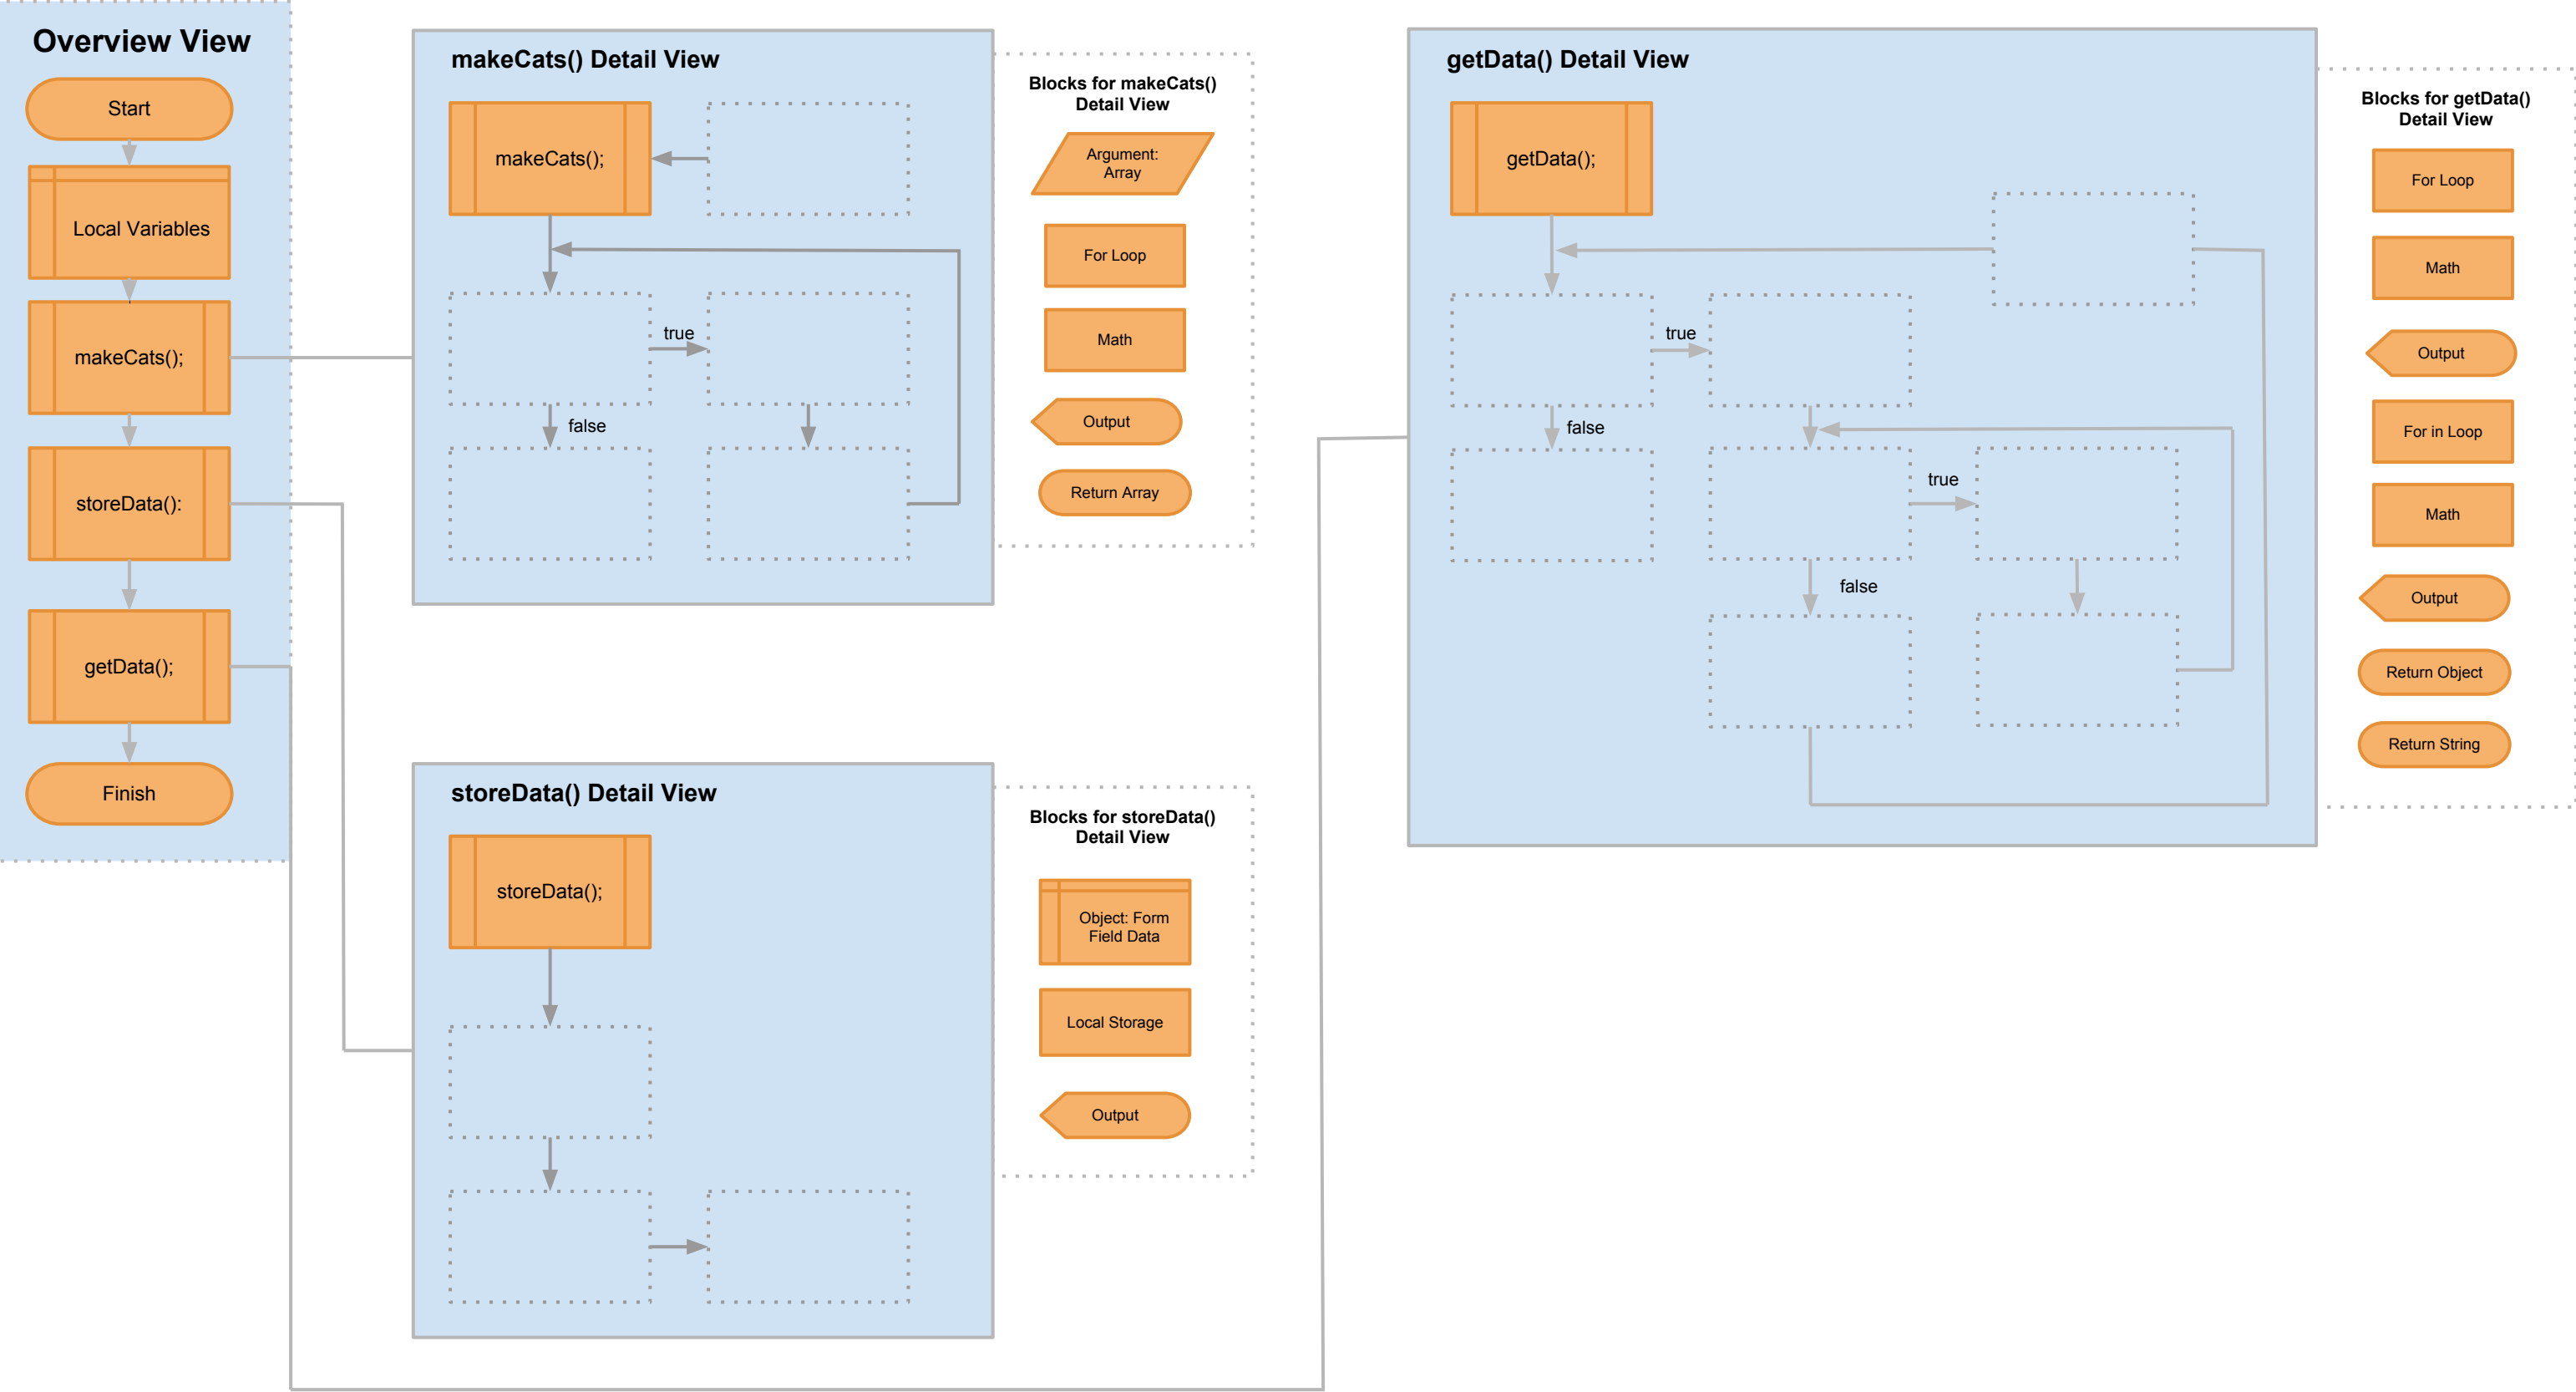 Overview View
Start
Local Variables
makeCats();
storeData():
getData();
Finish
makeCats() Detail View
makeCats();
true
false
Blocks for makeCats()
Detail View
Argument:
Array
For Loop
Math
Output
Return Array
storeData() Detail View
storeData();
Blocks for storeData()
Detail View
Object: Form
Field Data
Local Storage
Output
getData() Detail View
getData();
true
false
true
false
Blocks for getData()
Detail View
For Loop
Math
Output
For in Loop
Math
Output
Return Object
Return String